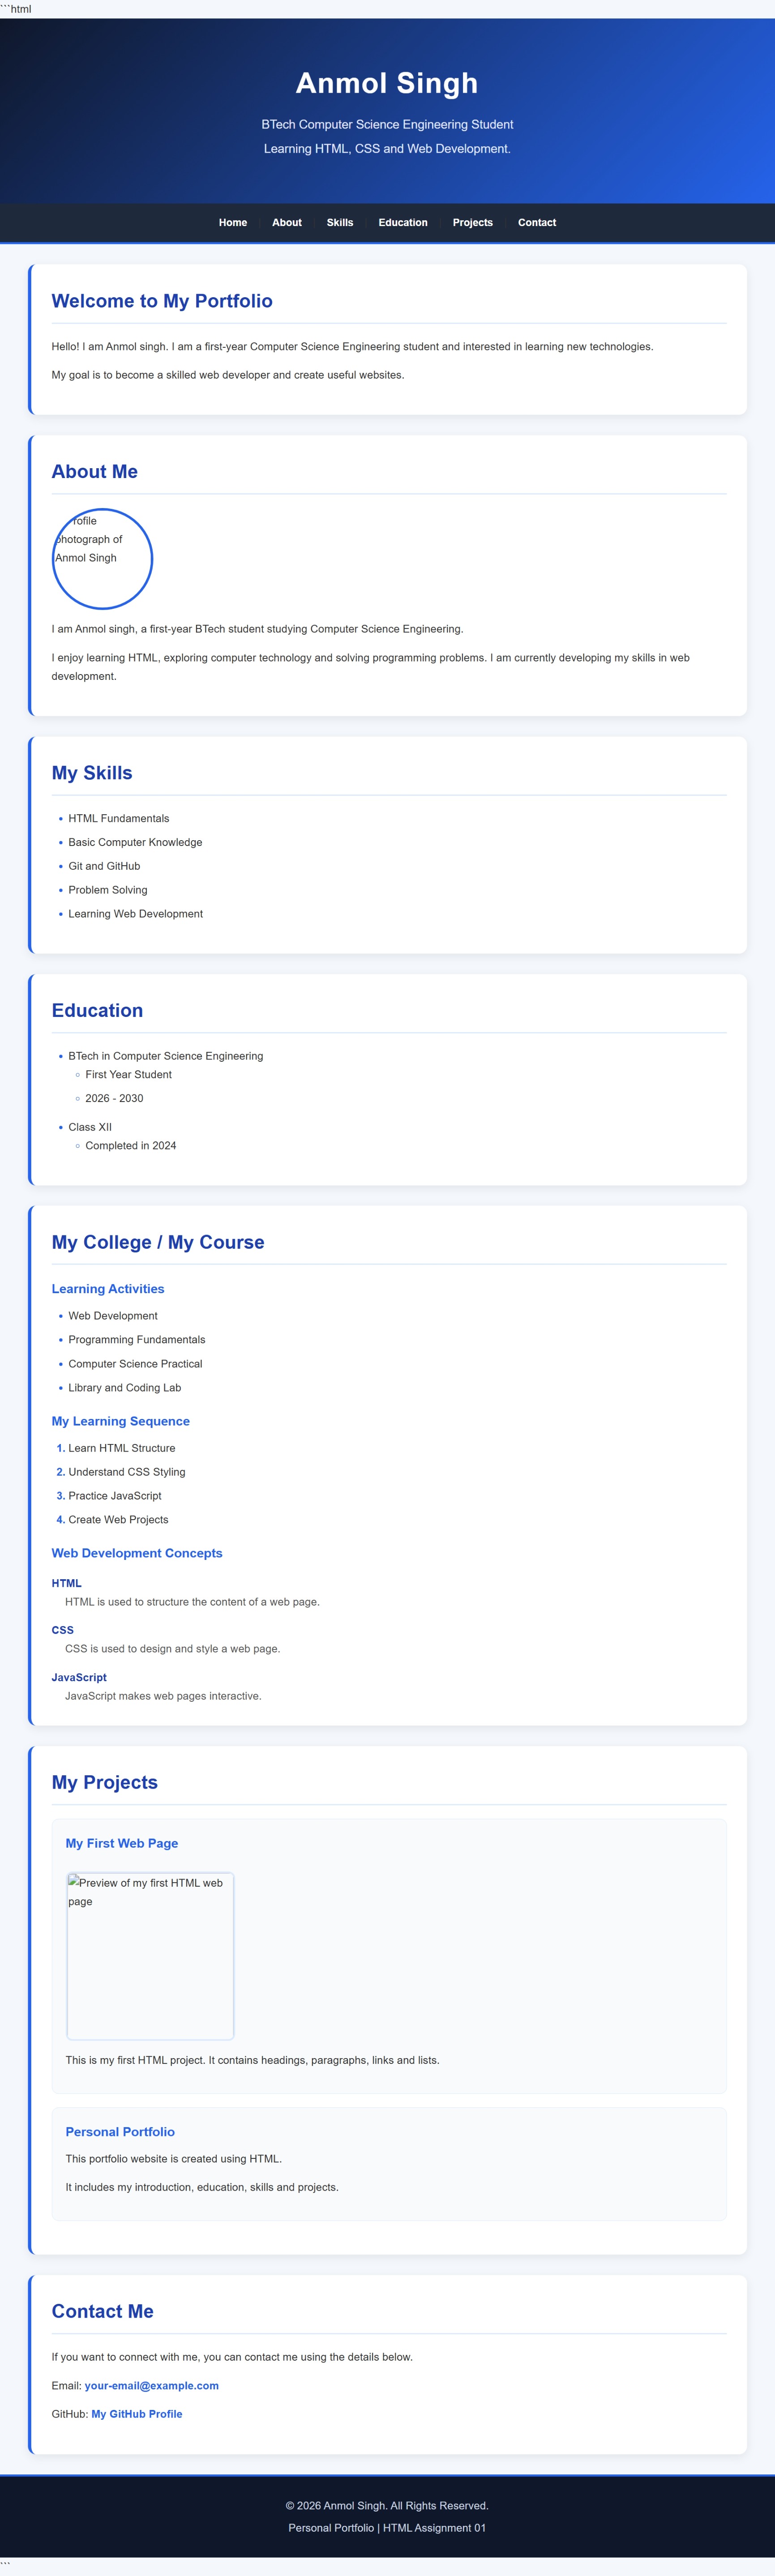 ```html
Anmol Singh
BTech Computer Science Engineering Student
Learning HTML, CSS and Web Development.
Home About Skills Education Projects Contact
Welcome to My Portfolio
Hello! I am Anmol singh. I am a first-year Computer Science Engineering student and interested in learning new technologies.
My goal is to become a skilled web developer and create useful websites.
About Me
rofile
photograph of
Anmol Singh
I am Anmol singh, a first-year BTech student studying Computer Science Engineering.
I enjoy learning HTML, exploring computer technology and solving programming problems. I am currently developing my skills in web
development.
My Skills
• HTML Fundamentals
• Basic Computer Knowledge
• Git and GitHub
• Problem Solving
• Learning Web Development
Education
• BTech in Computer Science Engineering
◦ First Year Student
◦ 2026 - 2030
• Class XII
◦ Completed in 2024
My College / My Course
Learning Activities
• Web Development
• Programming Fundamentals
• Computer Science Practical
• Library and Coding Lab
My Learning Sequence
1. Learn HTML Structure
2. Understand CSS Styling
3. Practice JavaScript
4. Create Web Projects
Web Development Concepts
HTML
HTML is used to structure the content of a web page.
CSS
CSS is used to design and style a web page.
JavaScript
JavaScript makes web pages interactive.
My Projects
My First Web Page
Preview of my first HTML web
page
This is my first HTML project. It contains headings, paragraphs, links and lists.
Personal Portfolio
This portfolio website is created using HTML.
It includes my introduction, education, skills and projects.
Contact Me
If you want to connect with me, you can contact me using the details below.
Email: your-email@example.com
GitHub: My GitHub Profile
© 2026 Anmol Singh. All Rights Reserved.
Personal Portfolio | HTML Assignment 01
```